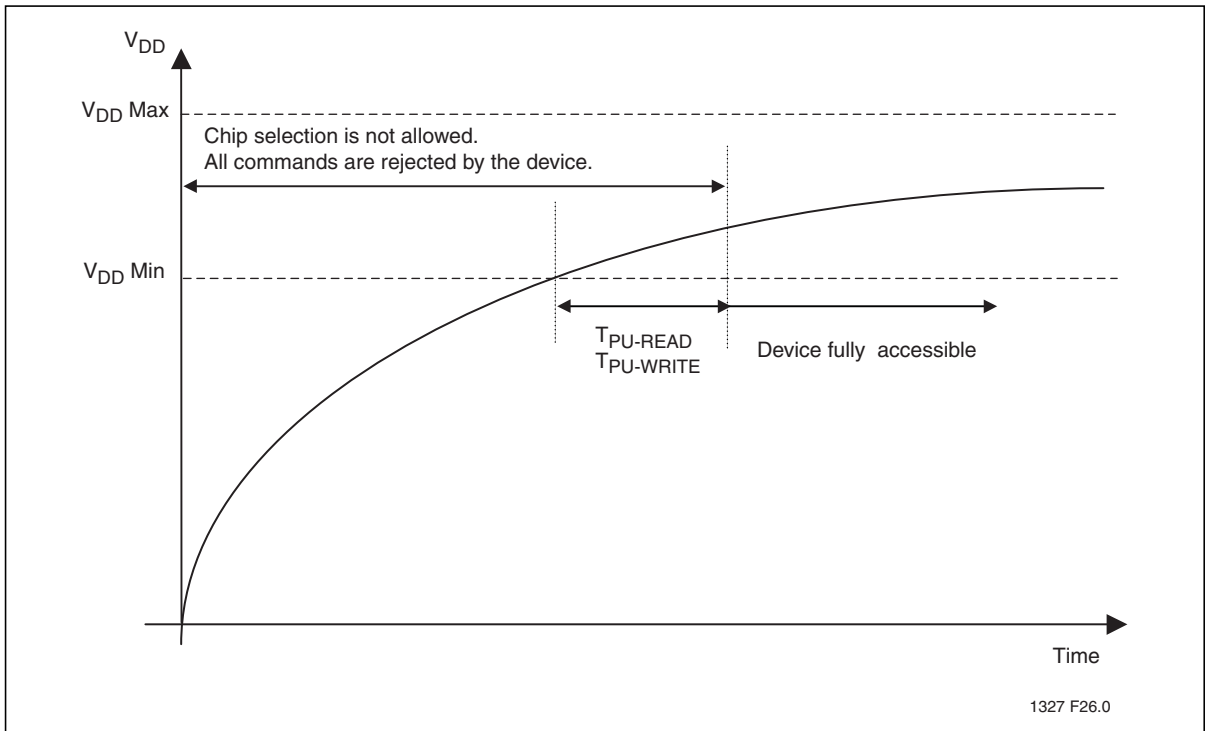 VDD
VDD Max
Chip selection is not allowed.
All commands are rejected by the device.
VDD Min
TPU-READ
TPU-WRITE
Device fully accessible
Time
1327 F26.0